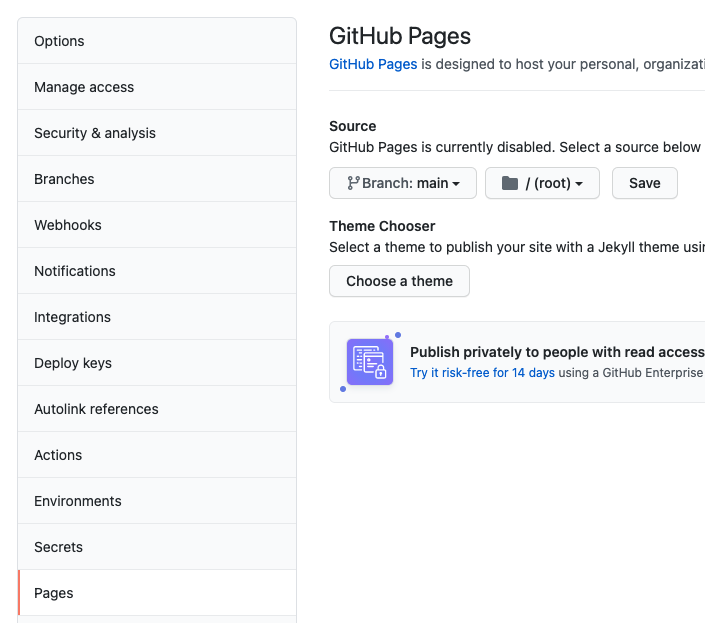 Options
Manage access
Security & analysis
Branches
Webhooks
Notifications
Integrations
Deploy keys
Autolink references
Actions
Environments
Secrets
Pages
GitHub Pages
GitHub Pages is designed to host your personal, organizati
Source
GitHub Pages is currently disabled. Select a source below
Branch: main
/ (root)
Save
Theme Chooser
Select a theme to publish your site with a Jekyll theme usin
Choose a theme
Publish privately to people with read access
Try it risk-free for 14 days using a GitHub Enterprise